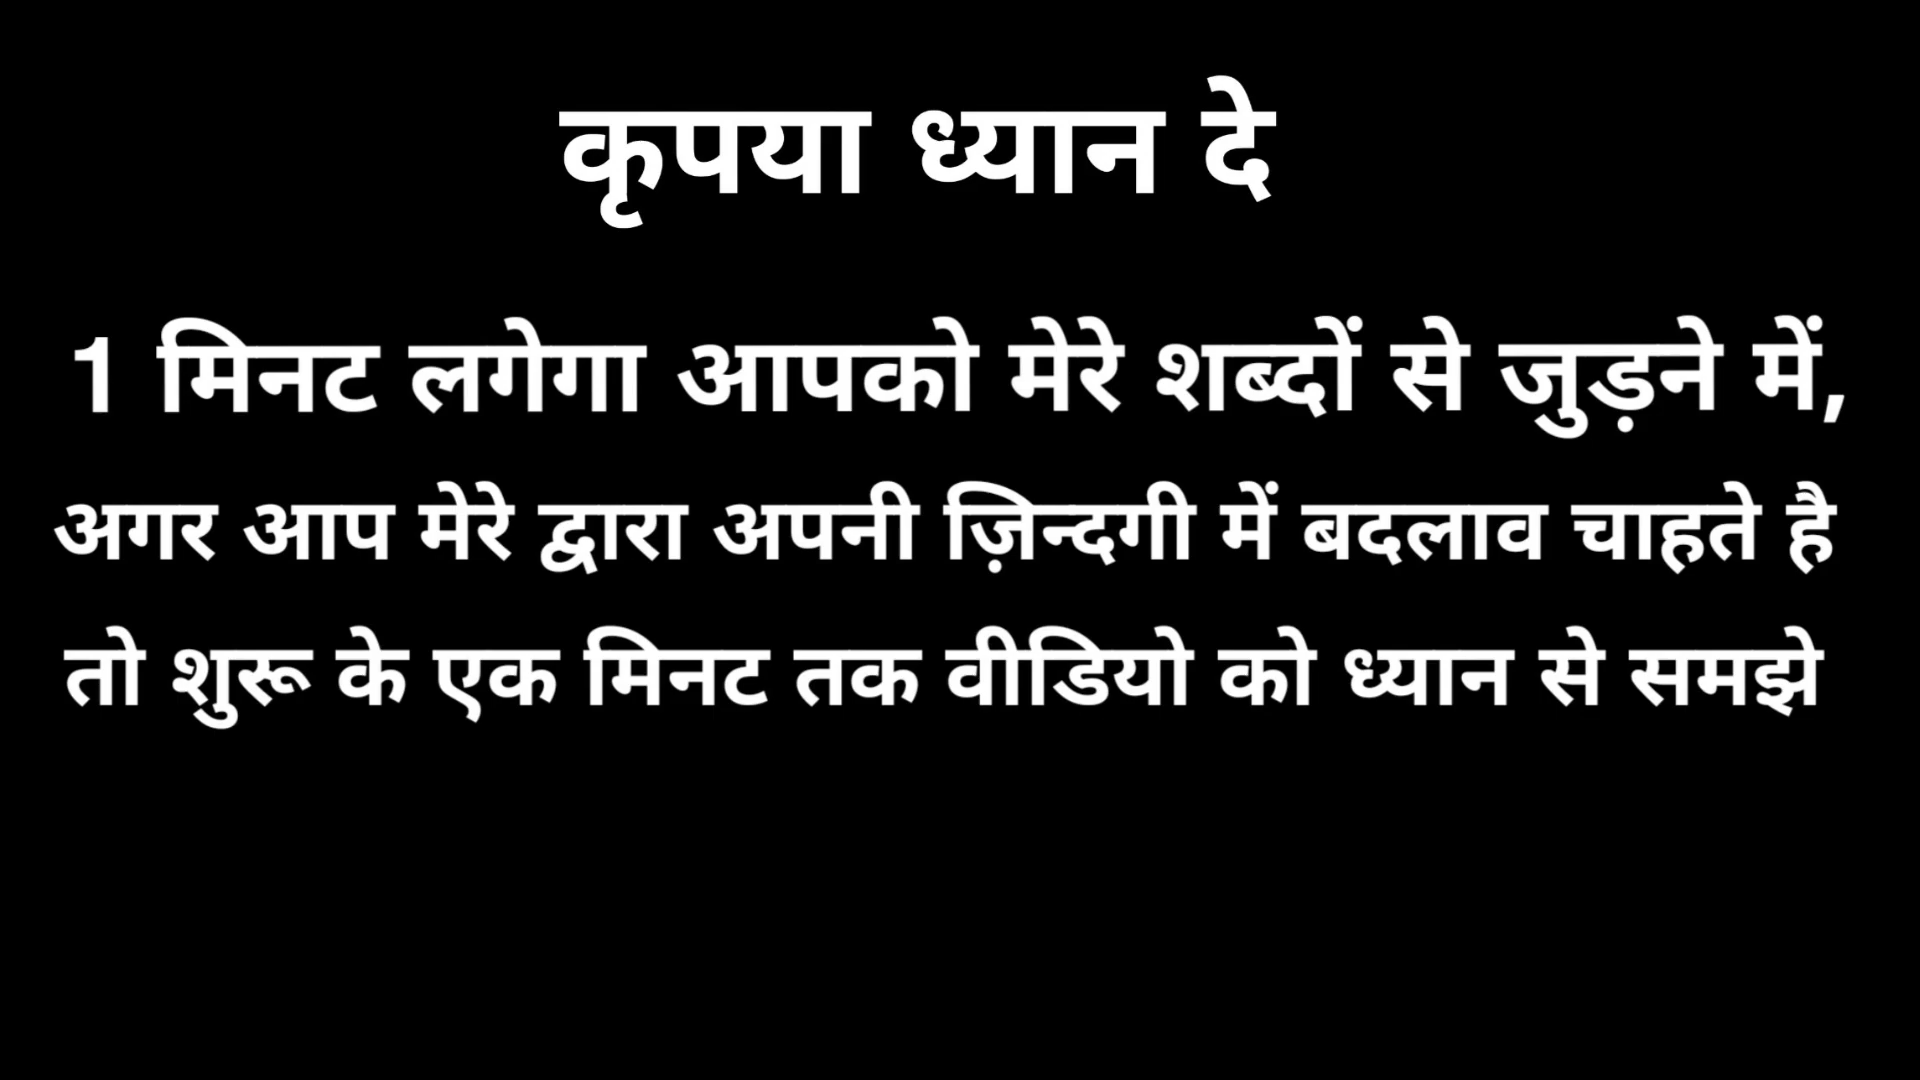 कृपया ध्यान दे
1 मिनट लगेगा आपको मेरे शब्दों से जुड़ने में,
अगर आप मेरे द्वारा अपनी ज़िन्दगी में बदलाव चाहते है
तो शुरू के एक मिनट तक वीडियो को ध्यान से समझे